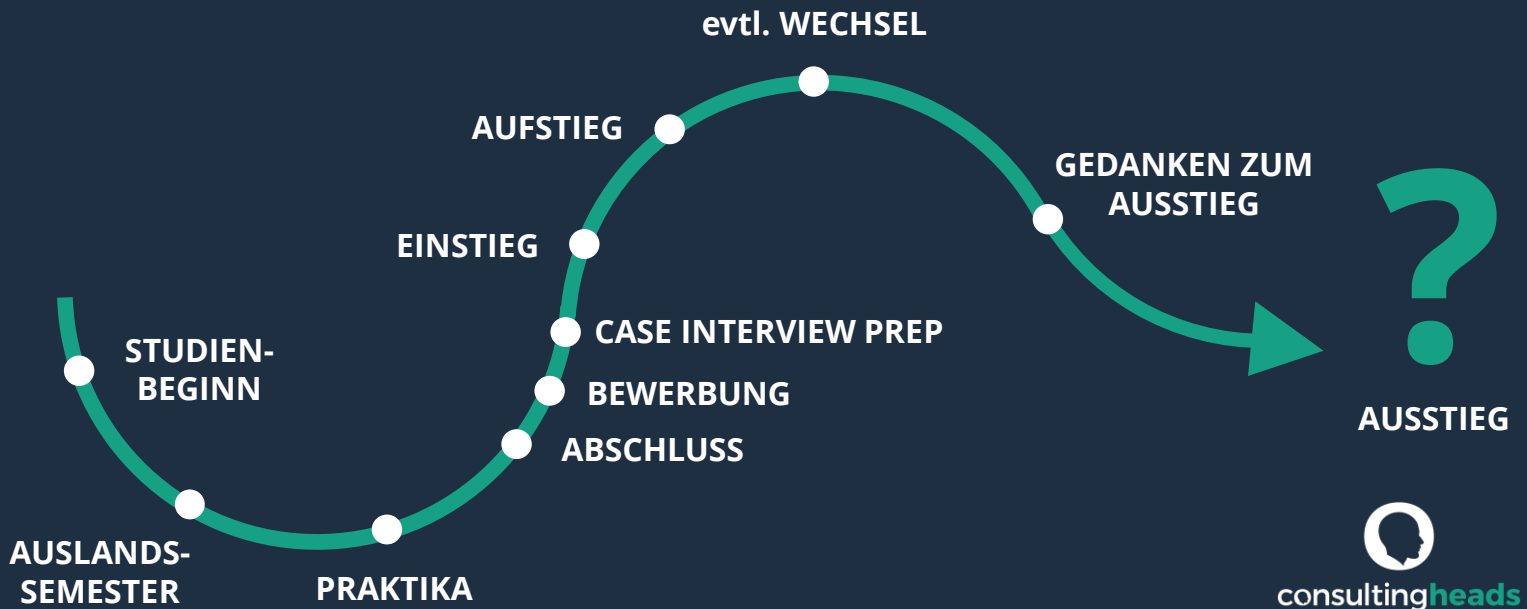 evtl. WECHSEL
AUFSTIEG
GEDANKEN ZUM
AUSSTIEG
EINSTIEG
CASE INTERVIEW PREP
STUDIEN-
BEGINN
BEWERBUNG
ABSCHLUSS
?
AUSSTIEG
AUSLANDS-
SEMESTER
PRAKTIKA
consultingheads